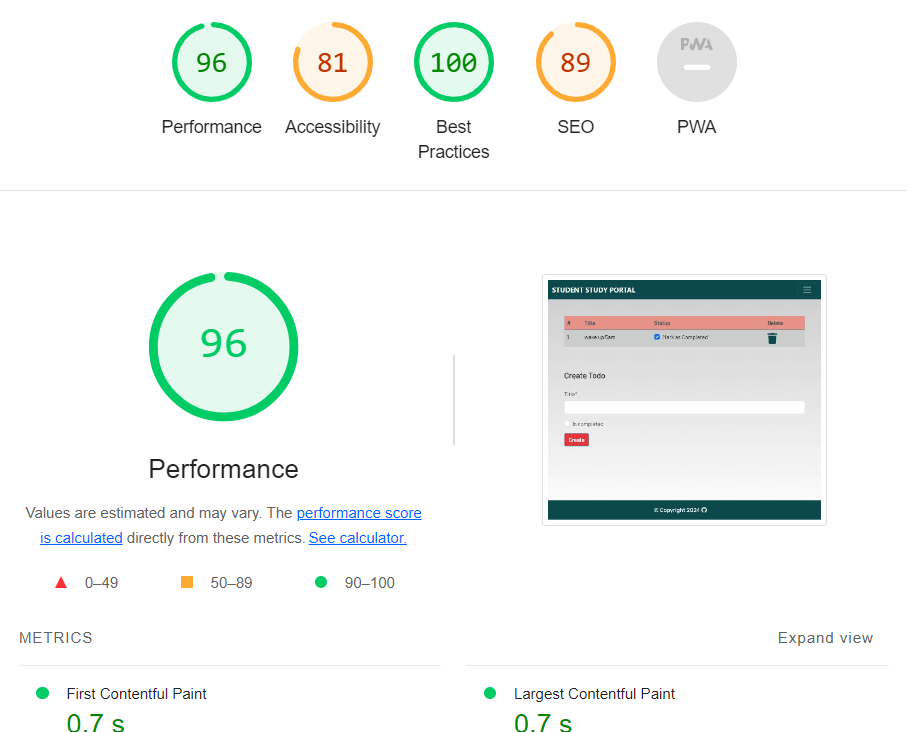 96
81
100
89
PWA
Performance
Accessibility
Best
Practices
SEO
PWA
96
Performance
Values are estimated and may vary. The performance score
is calculated directly from these metrics. See calculator.
0–49
50–89
90–100
STUDENT STUDY PORTAL
# Title Status Delete
1 wake up 5am Mark as Completed
Create Todo
Title*
Is completed
Create
© Copyright 2024
METRICS
Expand view
First Contentful Paint
0.7 s
Largest Contentful Paint
0.7 s